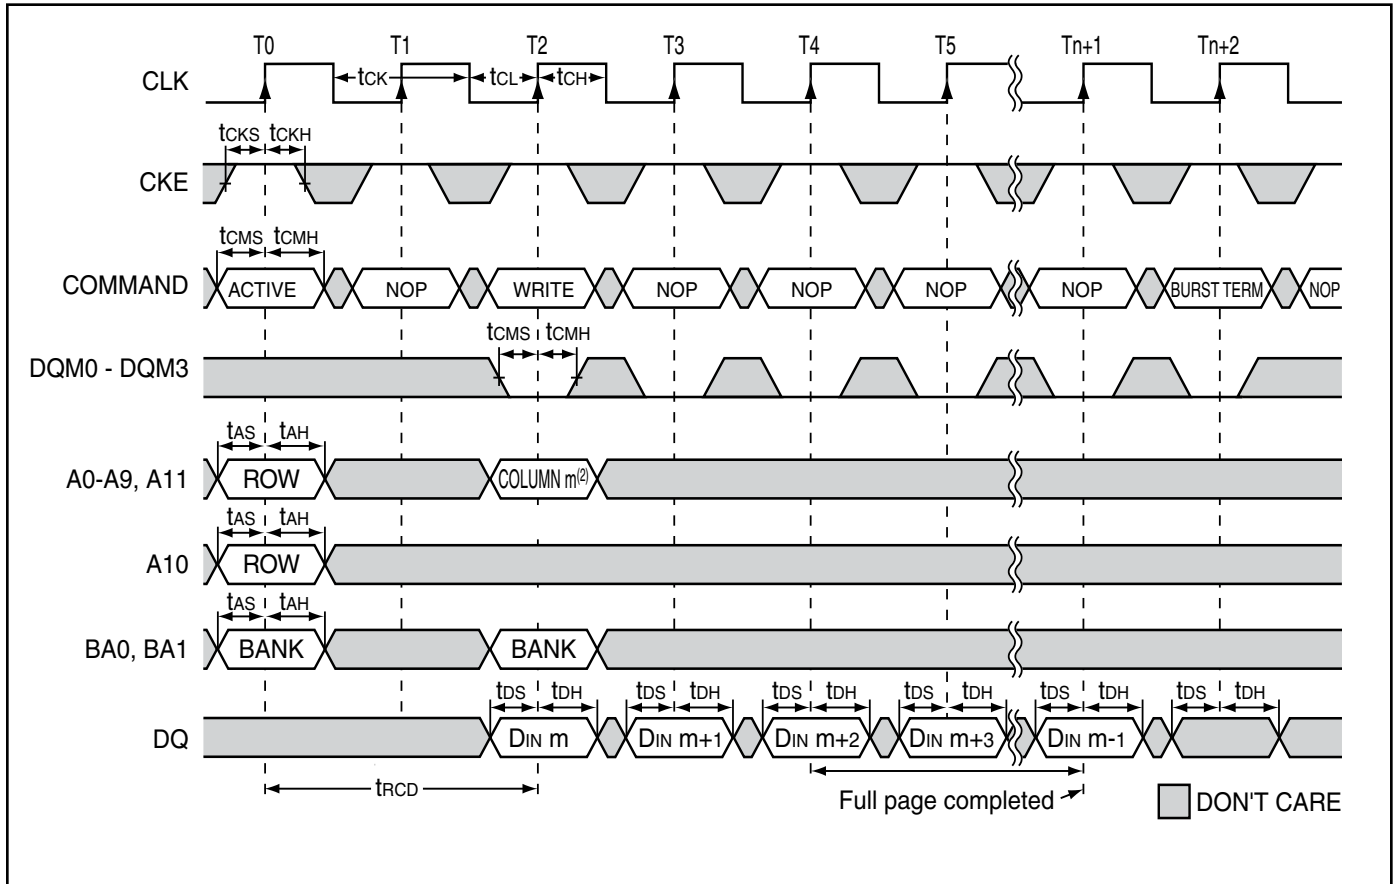 T0 T1 T2 T3 T4 T5 Tn+1 Tn+2
CLK tCK tCL tCH
tCKS tCKH
CKE
tCMS tCMH
COMMAND ACTIVE NOP WRITE NOP NOP NOP NOP BURST TERM NOP
tCMS tCMH
DQM0 - DQM3
tAS tAH
A0-A9, A11 ROW COLUMN m(2)
tAS tAH
A10 ROW
tAS tAH
BA0, BA1 BANK BANK
tDS tDH tDS tDH tDS tDH tDS tDH tDS tDH tDS tDH
DQ DIN m DIN m+1 DIN m+2 DIN m+3 DIN m-1
tRCD
Full page completed
DON'T CARE